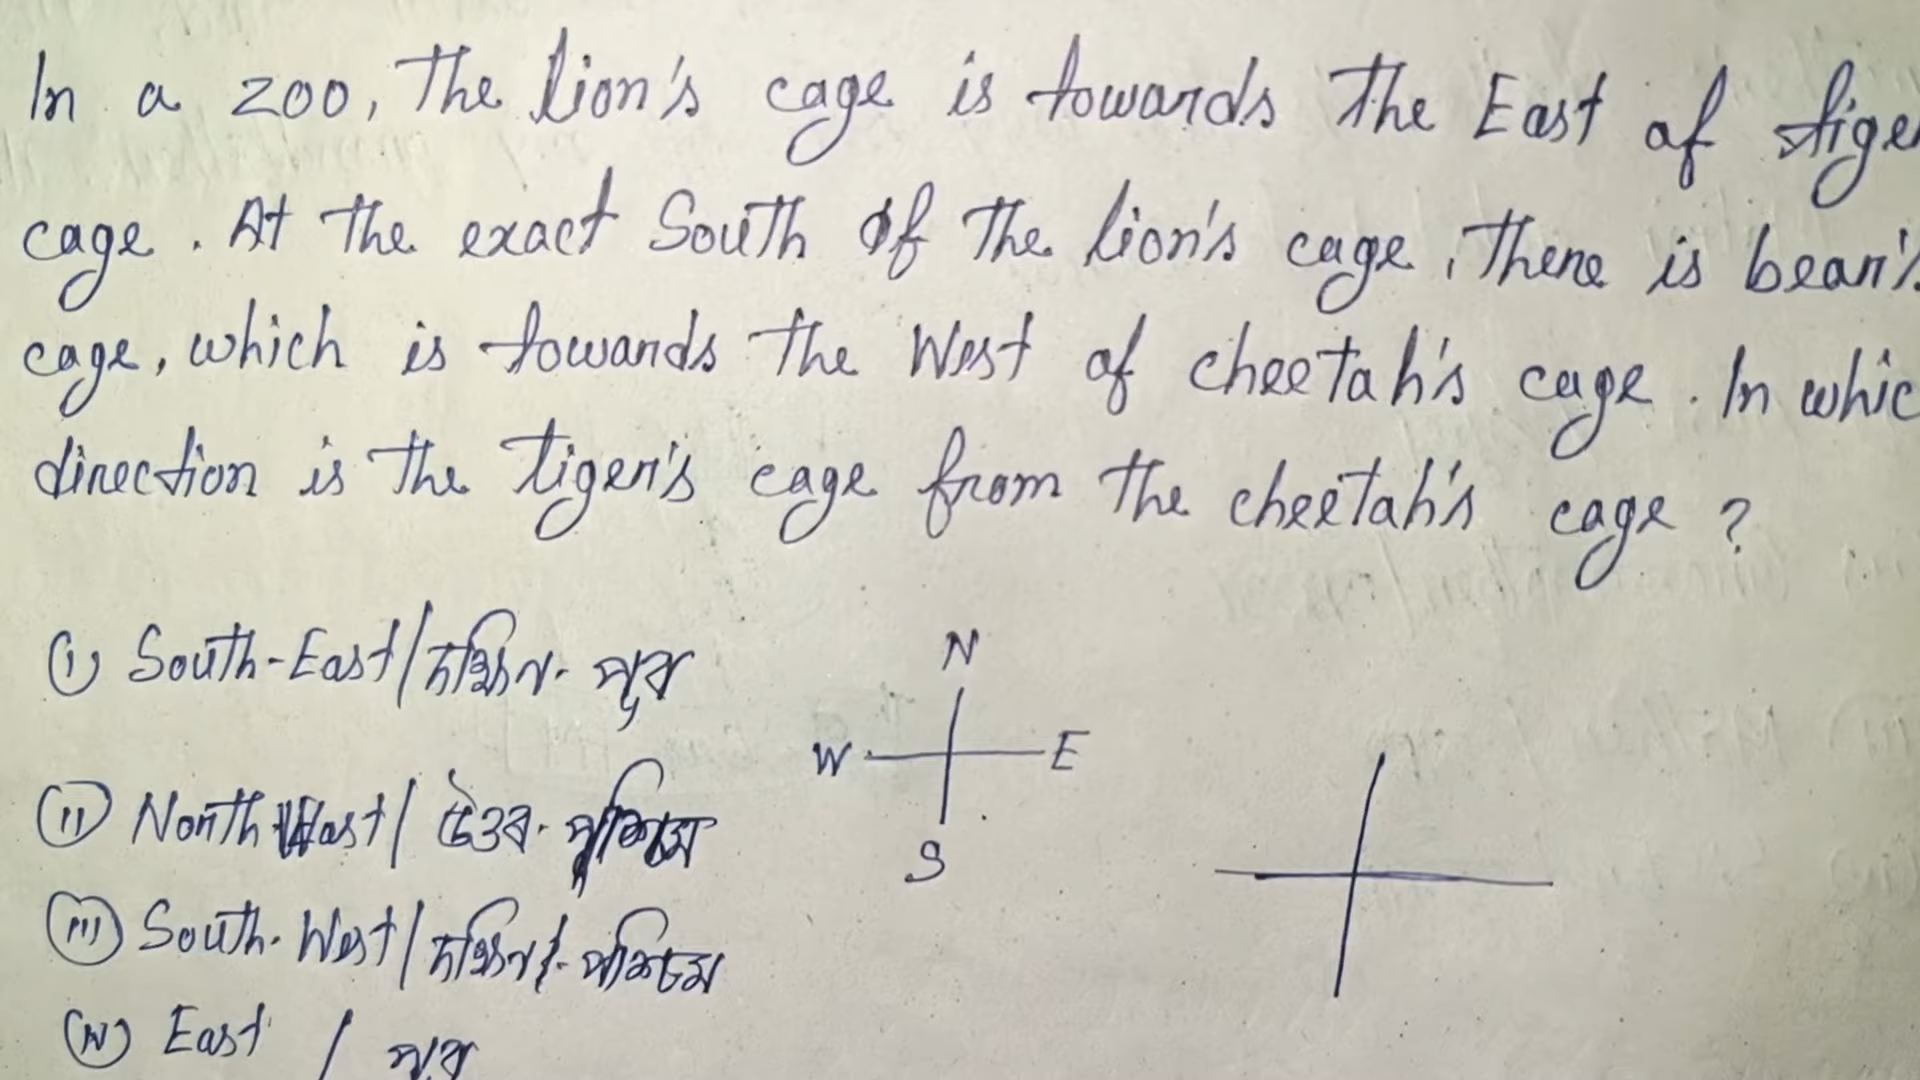 In a zoo, the lion's cage is towards the East of tiger
cage. At the exact South of the lion's cage, there is bear's
cage, which is towards the West of cheetah's cage. In whic
direction is the tiger's cage from the cheetah's cage ?
(i) South-East/দক্ষিন-পূর্ব
N
W E
(ii) North West/উত্তর-পশ্চিম
S
(iii) South-West/দক্ষিন-পশ্চিম
(iv) East / পূর্ব